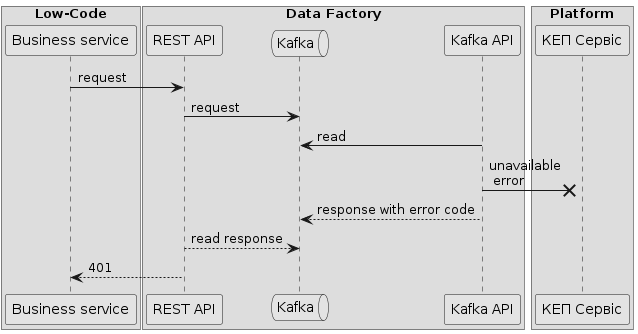 Low-Code
Data Factory
Platform
Business service
REST API
Kafka
Kafka API
КЕП Сервіс
request
request
read
unavailable
error
response with error code
read response
401
Business service
REST API
Kafka
Kafka API
КЕП Сервіс